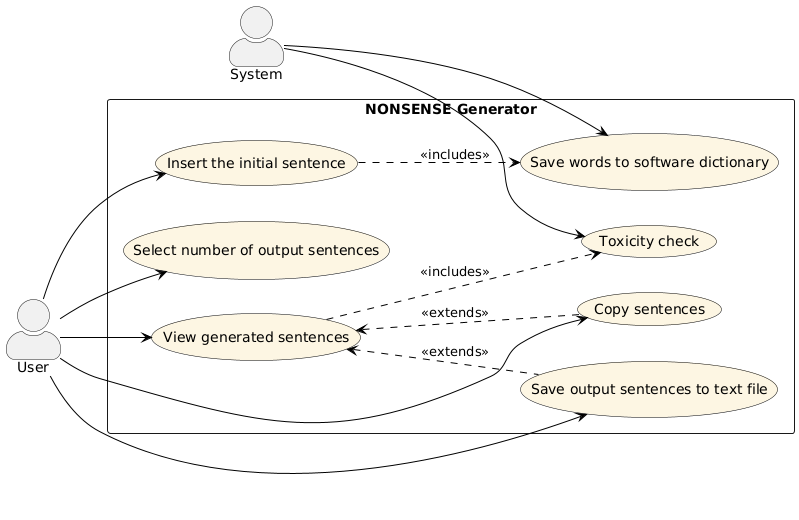 System
NONSENSE Generator
Insert the initial sentence
«includes»
Save words to software dictionary
Select number of output sentences
Toxicity check
«includes»
View generated sentences
«extends»
Copy sentences
«extends»
Save output sentences to text file
User